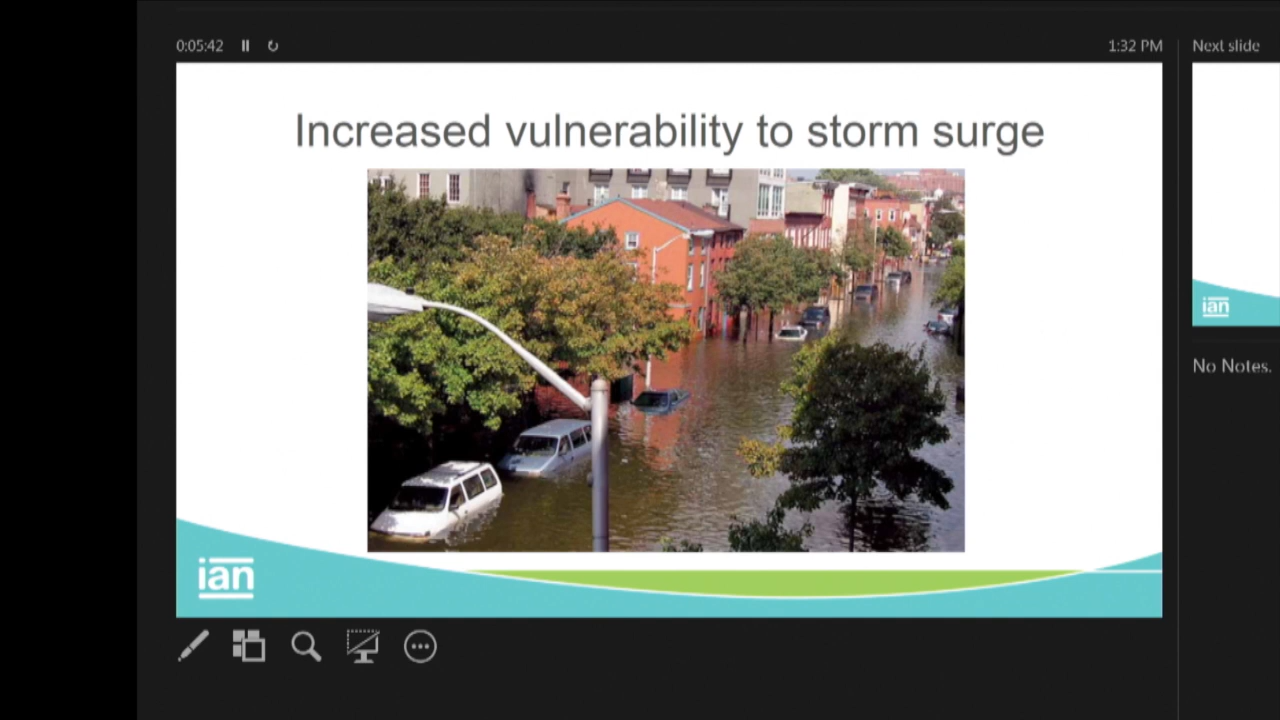 0:05:42
1:32 PM
Next slide
Increased vulnerability to storm surge
ian
ian
No Notes.